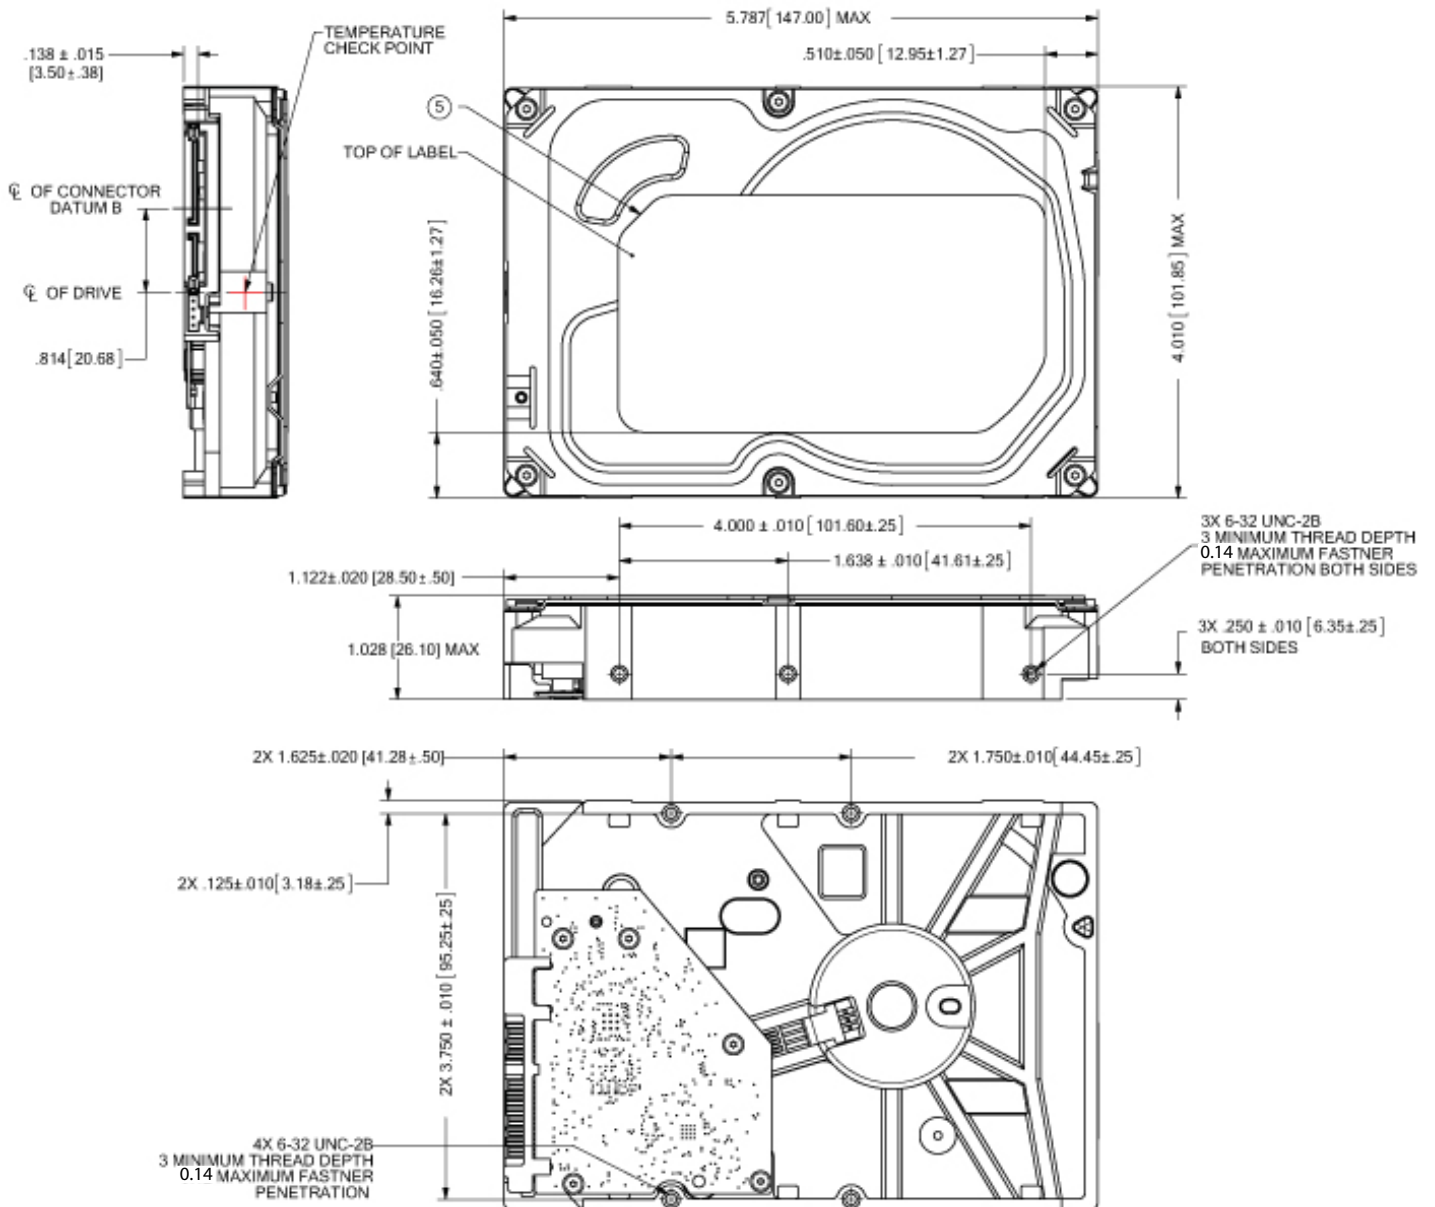 5.787[147.00] MAX
TEMPERATURE
CHECK POINT
.138 ± .015
[3.50±.38]
.510±.050 [12.95±1.27]
5
TOP OF LABEL
℄ OF CONNECTOR
DATUM B
.640±.050 [16.26±1.27]
4.010 [101.85] MAX
℄ OF DRIVE
.814[20.68]
4.000 ± .010 [101.60±.25]
3X 6-32 UNC-2B
3 MINIMUM THREAD DEPTH
0.14 MAXIMUM FASTNER
PENETRATION BOTH SIDES
1.638 ± .010 [41.61±.25]
1.122±.020 [28.50±.50]
3X .250 ± .010 [6.35±.25]
BOTH SIDES
1.028 [26.10] MAX
2X 1.625±.020 [41.28±.50]
2X 1.750±.010[44.45±.25]
2X .125±.010[3.18±.25]
2X 3.750 ± .010 [95.25±.25]
4X 6-32 UNC-2B
3 MINIMUM THREAD DEPTH
0.14 MAXIMUM FASTNER
PENETRATION